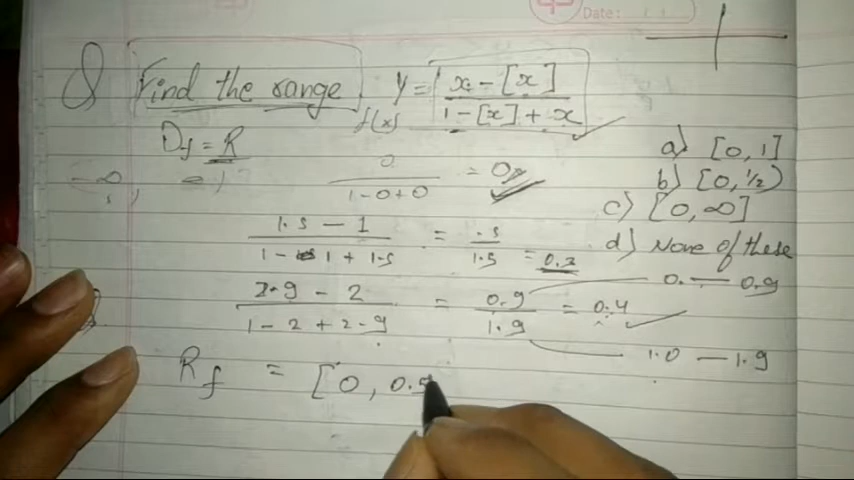 Date:
Q Find the range y = x - [x] / 1 - [x] + x
f(x)
Df = R
a) [0, 1]
-∞,
0 / 1-0+0 = 0
b) [0, ½)
c) [0, ∞]
1.5 - 1 / 1 - 1 + 1.5 = .5 / 1.5 = 0.3
d) None of these
0. — 0.9
2.9 - 2 / 1 - 2 + 2.9 = 0.9 / 1.9 = 0.4
1.0 — 1.9
Rf = [0, 0.5